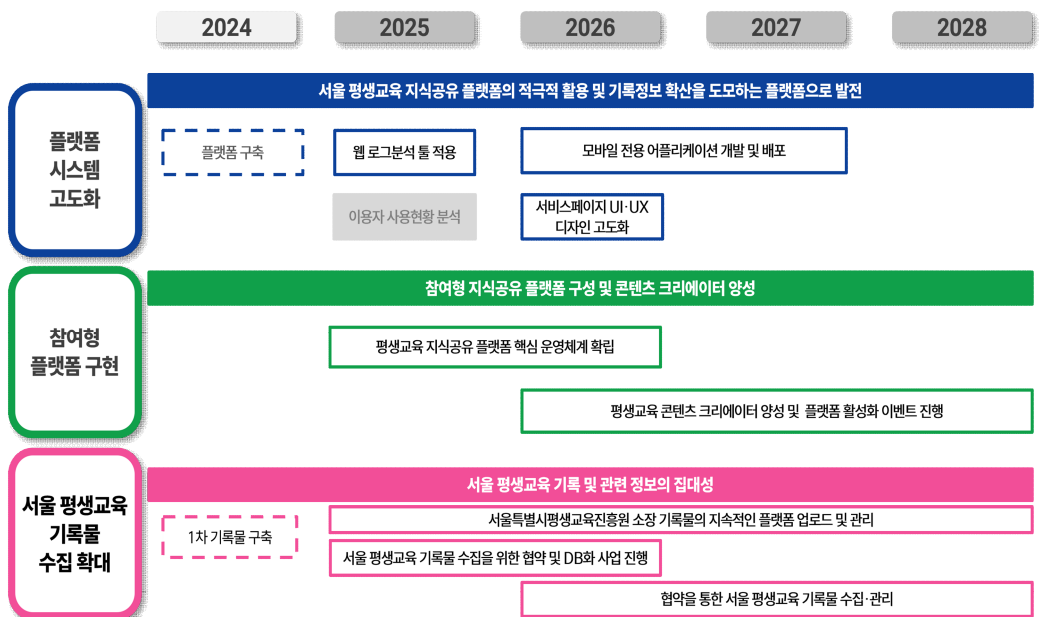 2024
2025
2026
2027
2028
플랫폼
시스템
고도화
서울 평생교육 지식공유 플랫폼의 적극적 활용 및 기록정보 확산을 도모하는 플랫폼으로 발전
플랫폼 구축
웹 로그분석 툴 적용
모바일 전용 어플리케이션 개발 및 배포
이용자 사용현황 분석
서비스페이지 UI·UX
디자인 고도화
참여형
플랫폼 구현
참여형 지식공유 플랫폼 구성 및 콘텐츠 크리에이터 양성
평생교육 지식공유 플랫폼 핵심 운영체계 확립
평생교육 콘텐츠 크리에이터 양성 및 플랫폼 활성화 이벤트 진행
서울 평생교육
기록물
수집 확대
서울 평생교육 기록 및 관련 정보의 집대성
1차 기록물 구축
서울특별시평생교육진흥원 소장 기록물의 지속적인 플랫폼 업로드 및 관리
서울 평생교육 기록물 수집을 위한 협약 및 DB화 사업 진행
협약을 통한 서울 평생교육 기록물 수집·관리